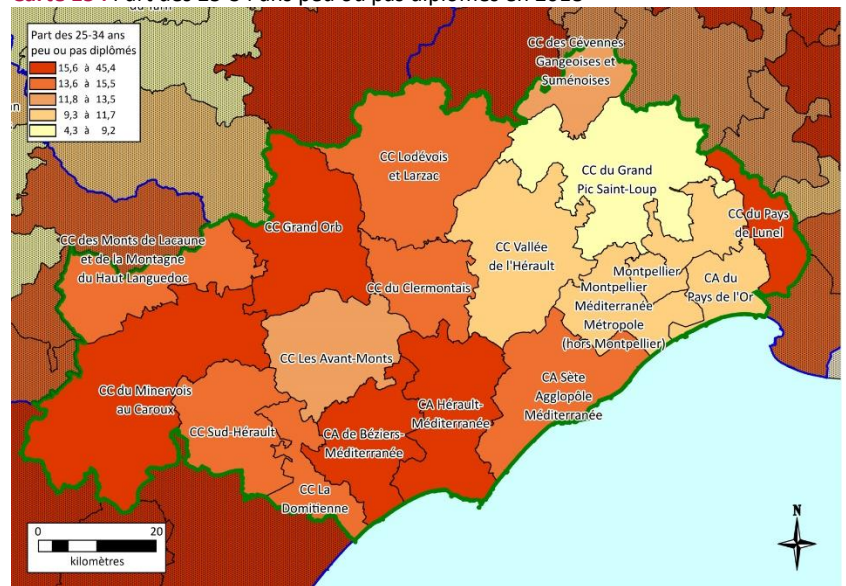 Part des 25-34 ans
peu ou pas diplômés
15,6 à 45,4
13,6 à 15,5
11,8 à 13,5
9,3 à 11,7
4,3 à 9,2
CC des Cévennes
Gangeoises et
Suménoises
CC Lodévois
et Larzac
CC du Grand
Pic Saint-Loup
CC Grand Orb
CC du Pays
de Lunel
CC des Monts de Lacaune
et de la Montagne
du Haut Languedoc
CC Vallée
de l'Hérault
CC du Clermontais
Montpellier
Montpellier
Méditerranée
Métropole
(hors Montpellier)
CA du
Pays de l'Or
CC Les Avant-Monts
CC du Minervois
au Caroux
CA Sète
Agglopôle
Méditerranée
CA Hérault-
Méditerranée
CC Sud-Hérault
CA de Béziers-
Méditerranée
CC La
Domitienne
0 20
kilomètres
N